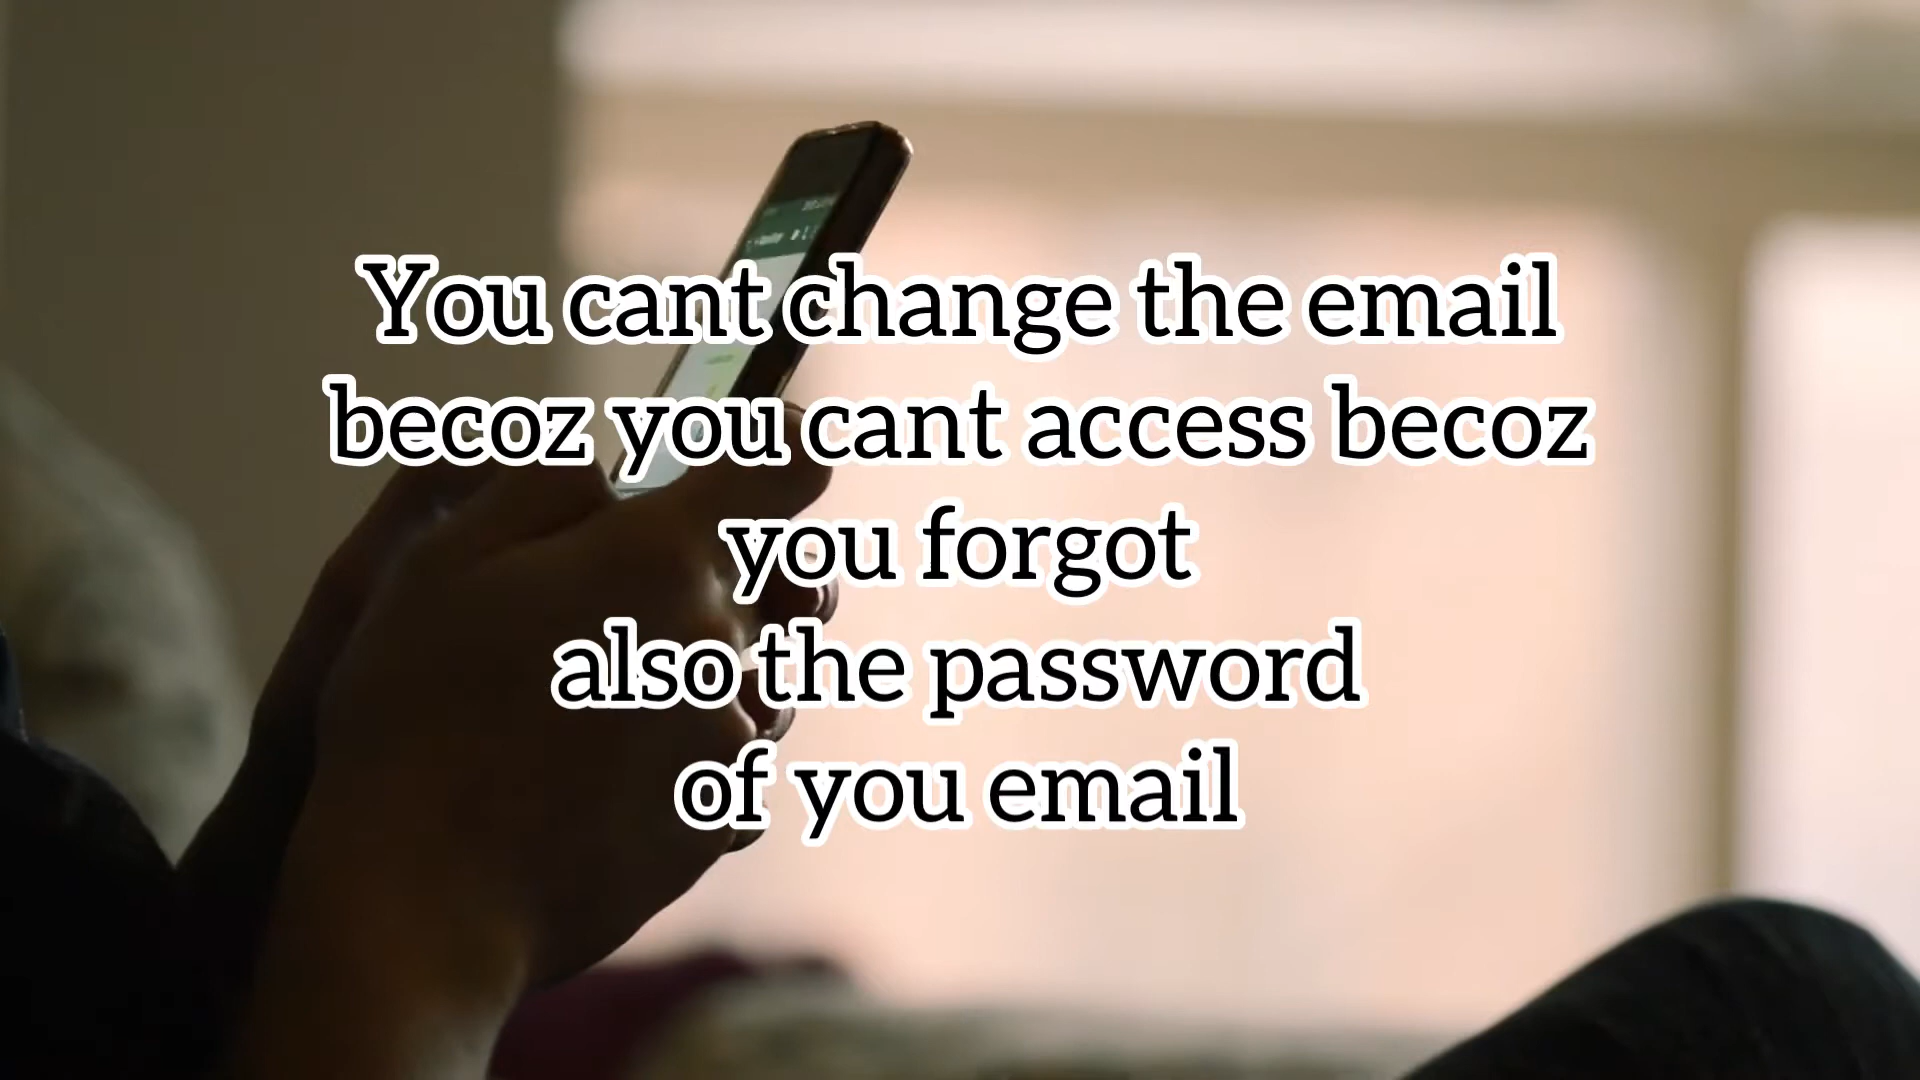 You cant change the email
becoz you cant access becoz
you forgot
also the password
of you email